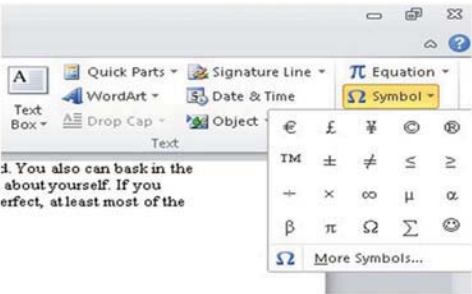 A Quick Parts Signature Line π Equation
Text Box WordArt Date & Time Ω Symbol
Drop Cap Object
Text
€ £ ¥ © ®
TM ± ≠ ≤ ≥
÷ × ∞ µ α
β π Ω ∑ ☺
Ω More Symbols...
d. You also can bask in the
about yourself. If you
erfect, at least most of the